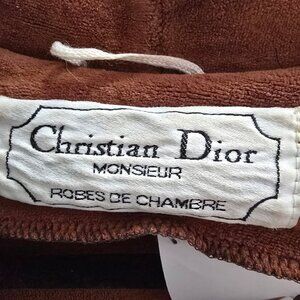 Christian Dior
MONSIEUR
ROBES DE CHAMBRE